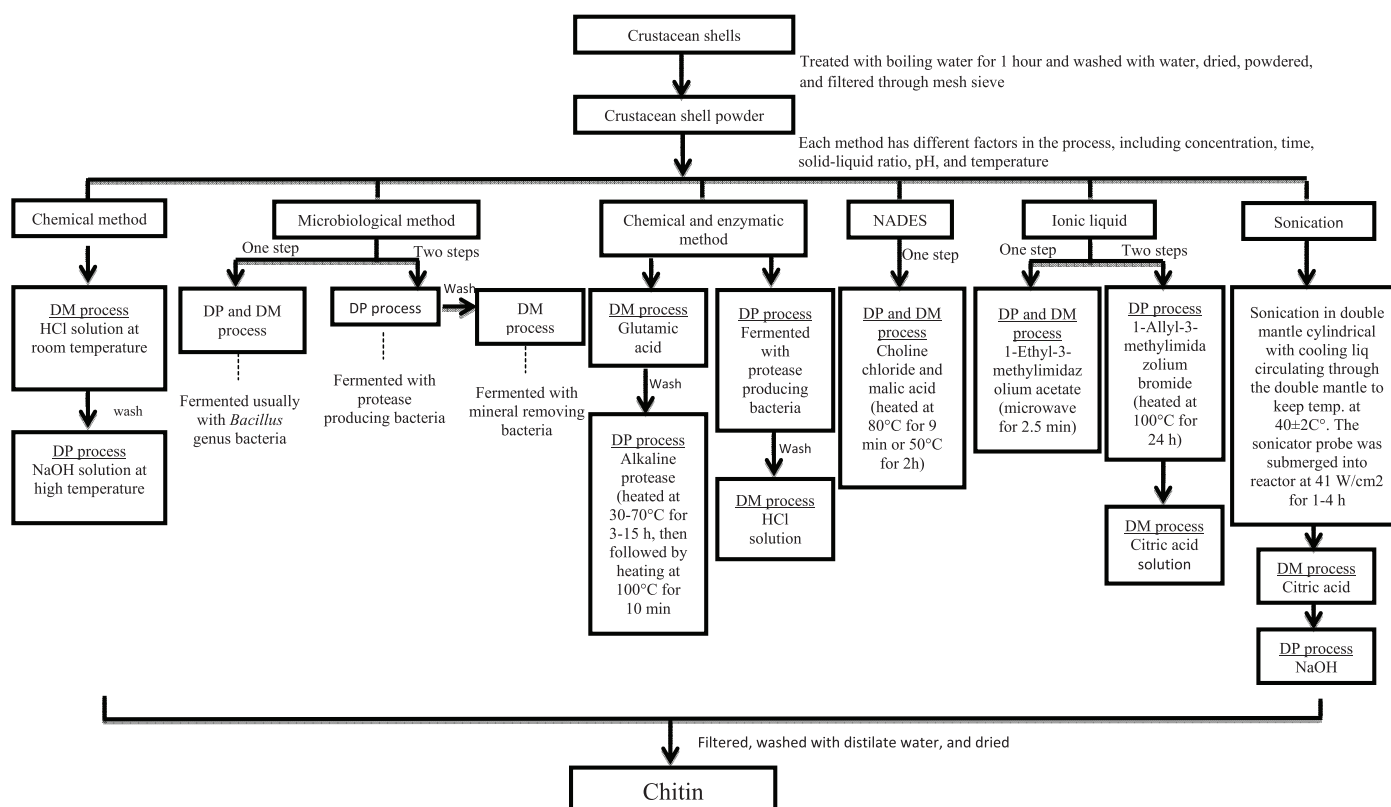 Crustacean shells
Treated with boiling water for 1 hour and washed with water, dried, powdered,
and filtered through mesh sieve
Crustacean shell powder
Each method has different factors in the process, including concentration, time,
solid-liquid ratio, pH, and temperature
Chemical method
Microbiological method
Chemical and enzymatic
method
NADES
Ionic liquid
Sonication
One step
Two steps
One step
One step
Two steps
DM process
HCl solution at
room temperature
wash
DP process
NaOH solution at
high temperature
DP and DM
process
Fermented usually
with Bacillus
genus bacteria
DP process
Wash
Fermented with
protease
producing bacteria
DM
process
Fermented with
mineral removing
bacteria
DM process
Glutamic
acid
Wash
DP process
Alkaline
protease
(heated at
30-70°C for
3-15 h, then
followed by
heating at
100°C for
10 min
DP process
Fermented
with
protease
producing
bacteria
Wash
DM process
HCl
solution
DP and DM
process
Choline
chloride and
malic acid
(heated at
80°C for 9
min or 50°C
for 2h)
DP and DM
process
1-Ethyl-3-
methylimidaz
olium acetate
(microwave
for 2.5 min)
DP process
1-Allyl-3-
methylimida
zolium
bromide
(heated at
100°C for
24 h)
DM process
Citric acid
solution
Sonication in double
mantle cylindrical
with cooling liq
circulating through
the double mantle to
keep temp. at
40±2C°. The
sonicator probe was
submerged into
reactor at 41 W/cm2
for 1-4 h
DM process
Citric acid
DP process
NaOH
Filtered, washed with distilate water, and dried
Chitin